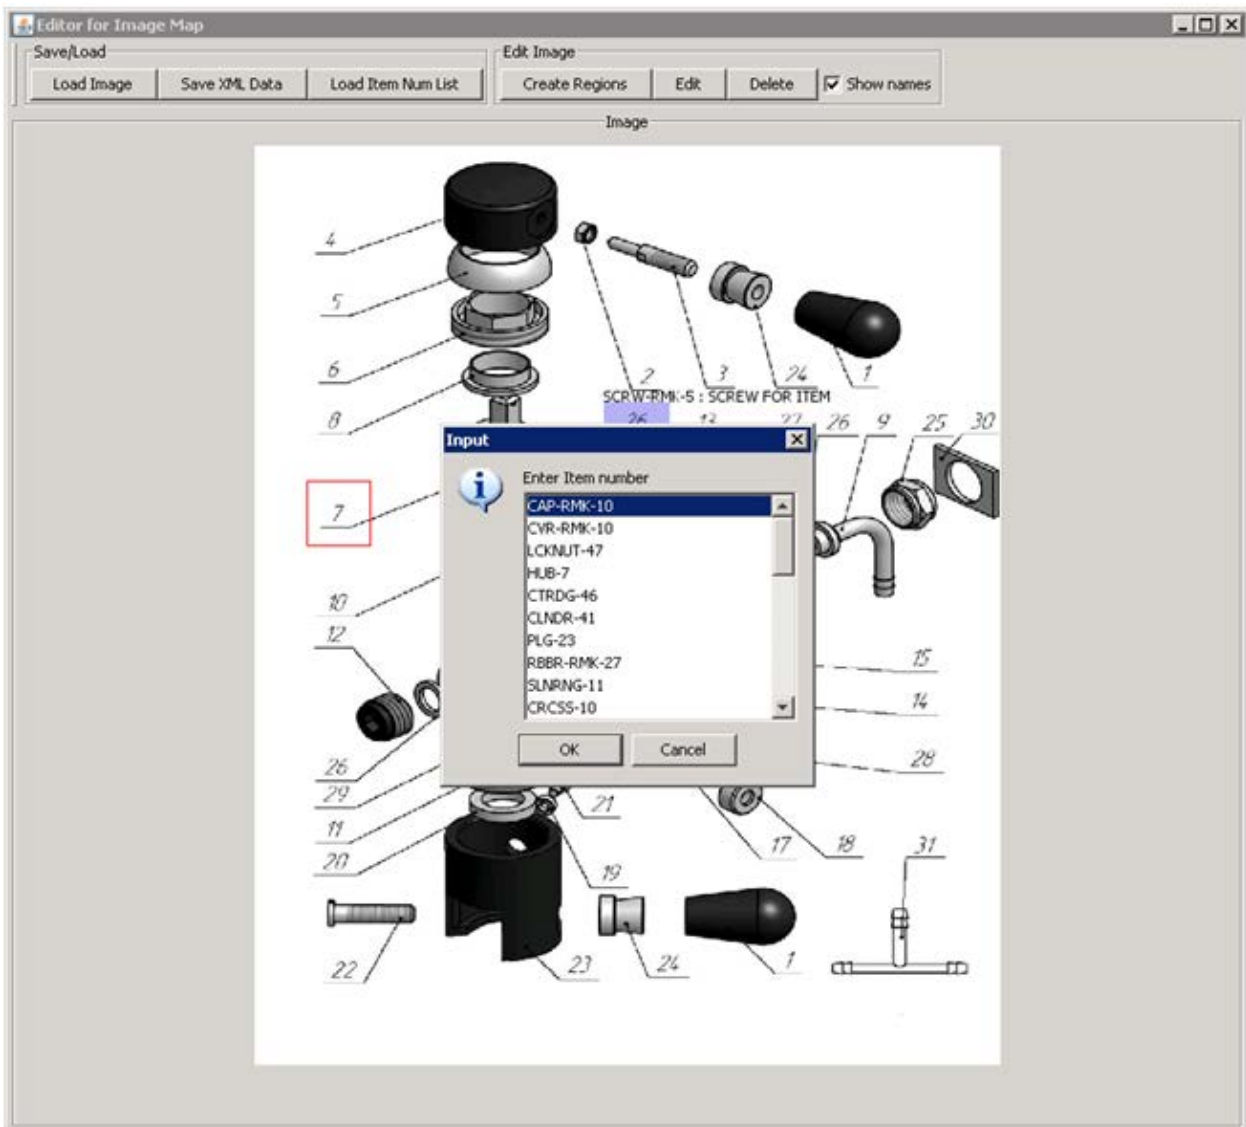 Editor for Image Map
Save/Load
Edit Image
Load Image Save XML Data Load Item Num List Create Regions Edit Delete Show names
Image
4
5
6
2 3 24 1
SCRW-RMK-5 : SCREW FOR ITEM
8 26 13 27 26 9 25 30
Input
Enter Item number
CAP-RMK-10
CVR-RMK-10
LCKNUT-47
HUB-7
CTRDG-46
CLNDR-41
PLG-23
RBBR-RMK-27
SLNRNG-11
CRCSS-10
OK Cancel
7
10
12 15
14
26 28
29 21
11 17 18 31
20 19
22 23 24 1